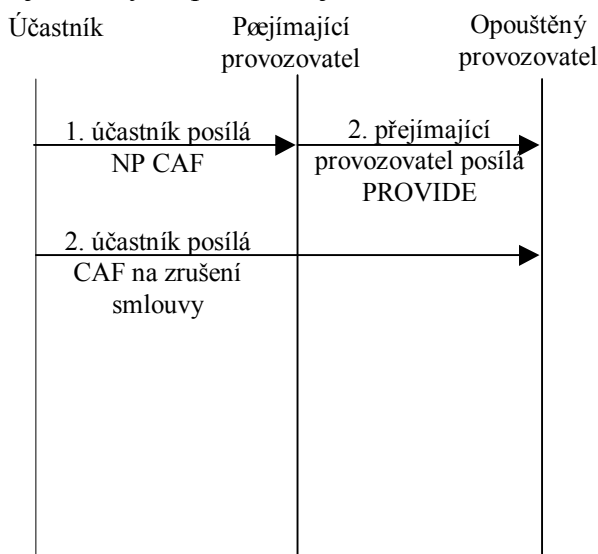 Účastník
Pøejímající
provozovatel
Opouštěný
provozovatel
1. účastník posílá
NP CAF
2. přejímající
provozovatel posílá
PROVIDE
2. účastník posílá
CAF na zrušení
smlouvy